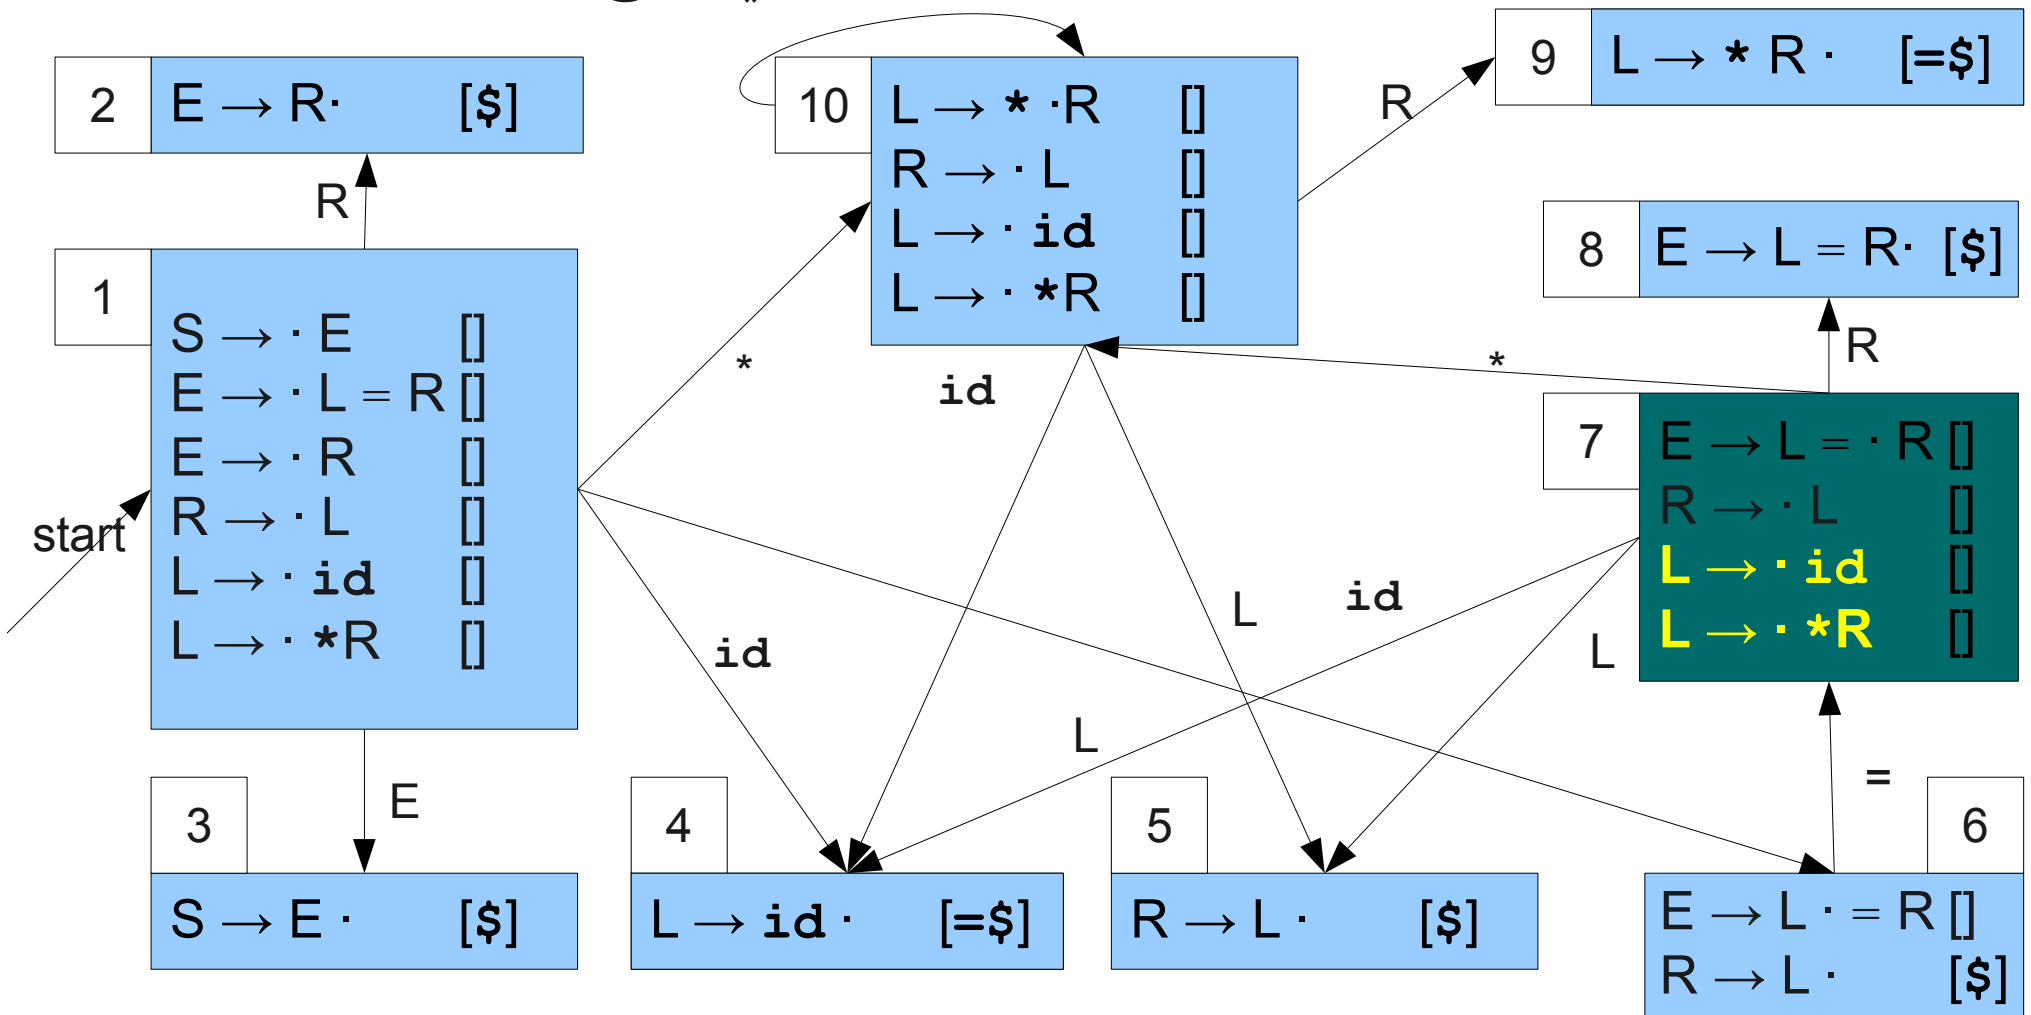 2
E → R· [$]
R
1
S → · E []
E → · L = R []
E → · R []
R → · L []
L → · id []
L → · *R []
start
E
3
S → E · [$]
10
L → * ·R []
R → · L []
L → · id []
L → · *R []
R
9
L → * R · [=$]
8
E → L = R· [$]
R
*
id
*
7
E → L = · R []
R → · L []
L → · id []
L → · *R []
id
L
id
L
L
=
4
L → id · [=$]
5
R → L · [$]
6
E → L · = R []
R → L · [$]